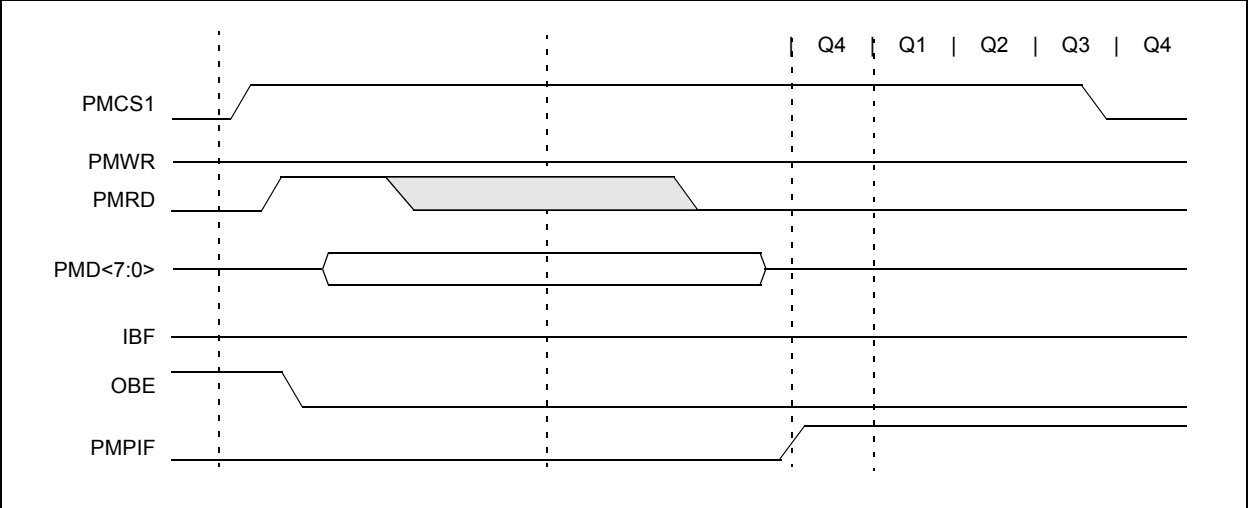 | Q4 | Q1 | Q2 | Q3 | Q4
PMCS1
PMWR
PMRD
PMD<7:0>
IBF
OBE
PMPIF